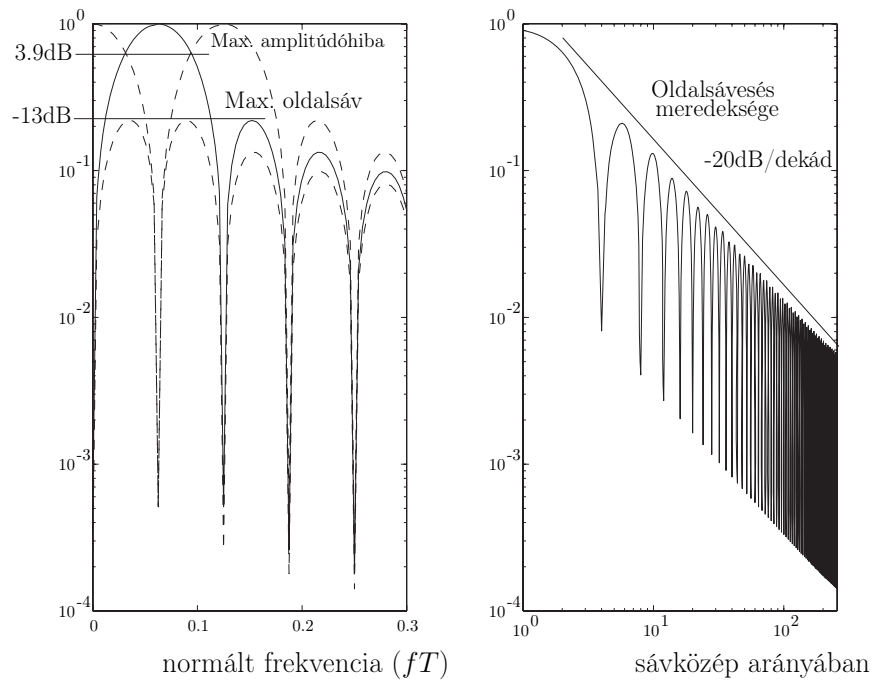 10^0
Max. amplitúdóhiba
3.9dB
Max. oldalsáv
-13dB
10^-1
10^-2
10^-3
10^-4
0
0.1
0.2
0.3
normált frekvencia (fT)
10^0
Oldalsávesés
meredeksége
-20dB/dekád
10^-1
10^-2
10^-3
10^-4
10^0
10^1
10^2
sávközép arányában